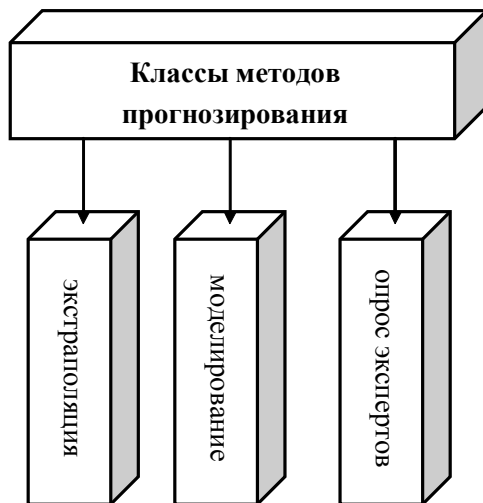 Классы методов
прогнозирования
экстраполяция
моделирование
опрос экспертов